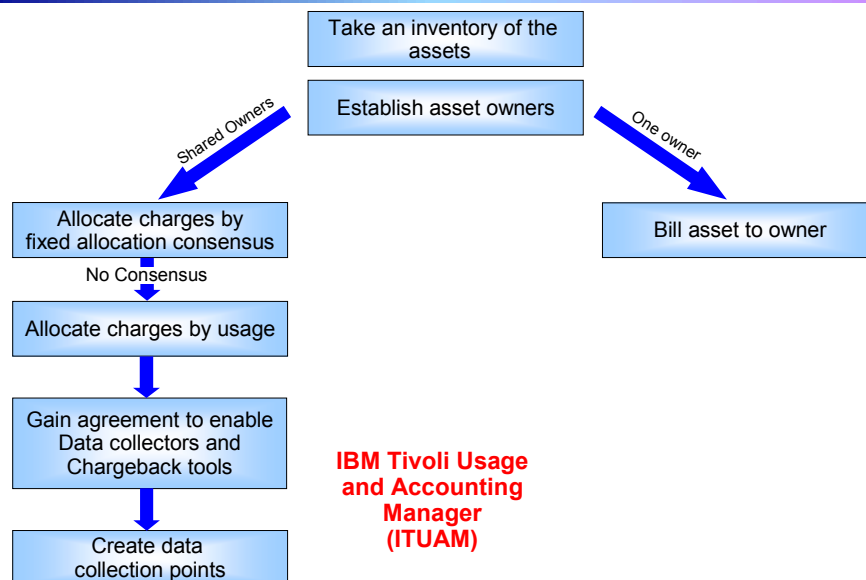 Take an inventory of the
assets
Establish asset owners
Shared Owners
One owner
Allocate charges by
fixed allocation consensus
Bill asset to owner
No Consensus
Allocate charges by usage
Gain agreement to enable
Data collectors and
Chargeback tools
IBM Tivoli Usage
and Accounting
Manager
(ITUAM)
Create data
collection points